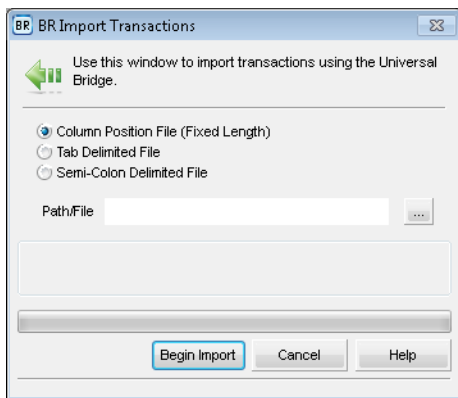 BR BR Import Transactions
Use this window to import transactions using the Universal
Bridge.
Column Position File (Fixed Length)
Tab Delimited File
Semi-Colon Delimited File
Path/File ...
Begin Import Cancel Help